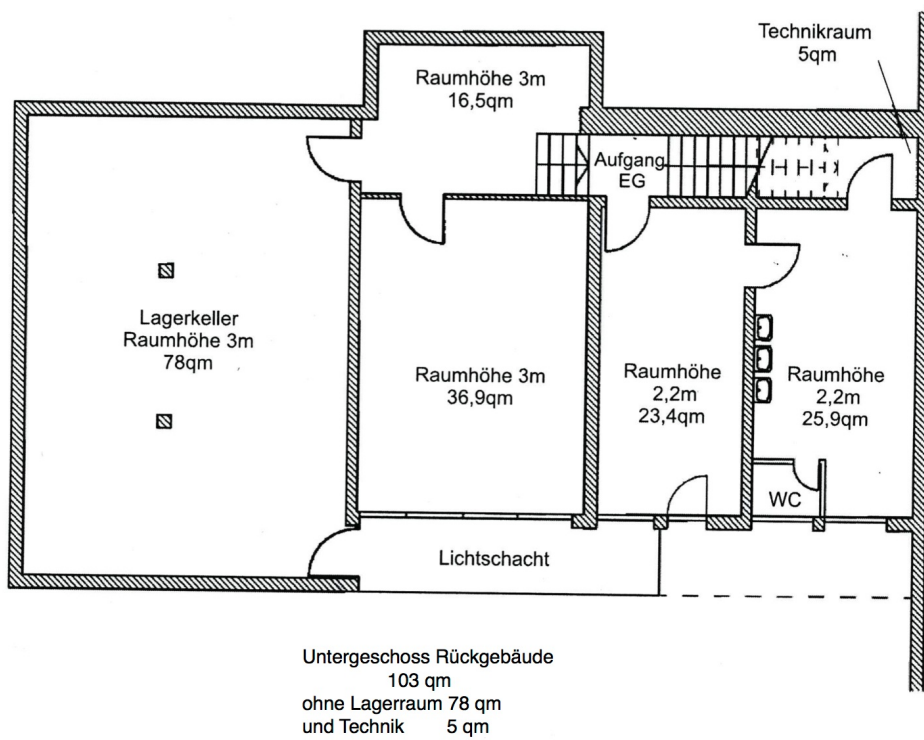 Technikraum
5qm
Raumhöhe 3m
16,5qm
Aufgang
EG
Lagerkeller
Raumhöhe 3m
78qm
Raumhöhe 3m
36,9qm
Raumhöhe
2,2m
23,4qm
Raumhöhe
2,2m
25,9qm
WC
Lichtschacht
Untergeschoss Rückgebäude
103 qm
ohne Lagerraum 78 qm
und Technik 5 qm